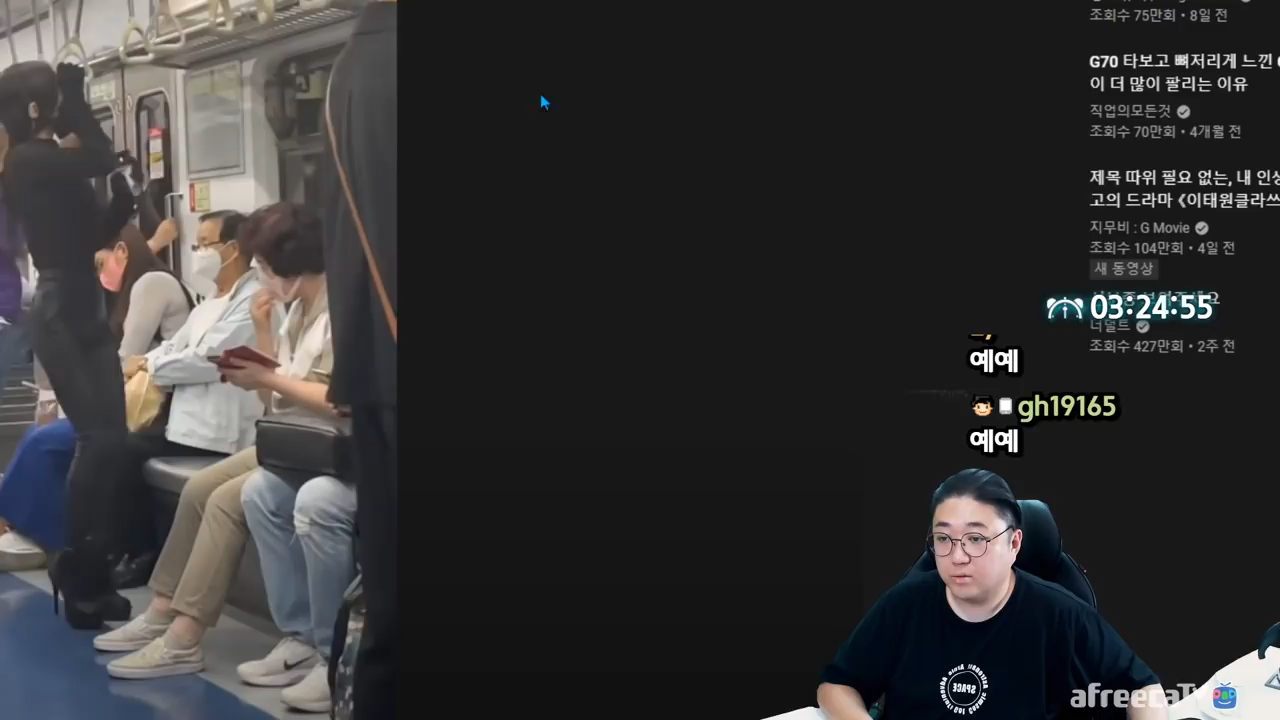 조회수 75만회 • 8일 전
G70 타보고 뼈저리게 느낀
이 더 많이 팔리는 이유
직업의모든것
조회수 70만회 • 4개월 전
제목 따위 필요 없는, 내 인생
고의 드라마 《이태원클라쓰
지무비 : G Movie
조회수 104만회 • 4일 전
새 동영상
03:24:55
너덜트
조회수 427만회 • 2주 전
예예
gh19165
예예
SPACE
afreecaTV